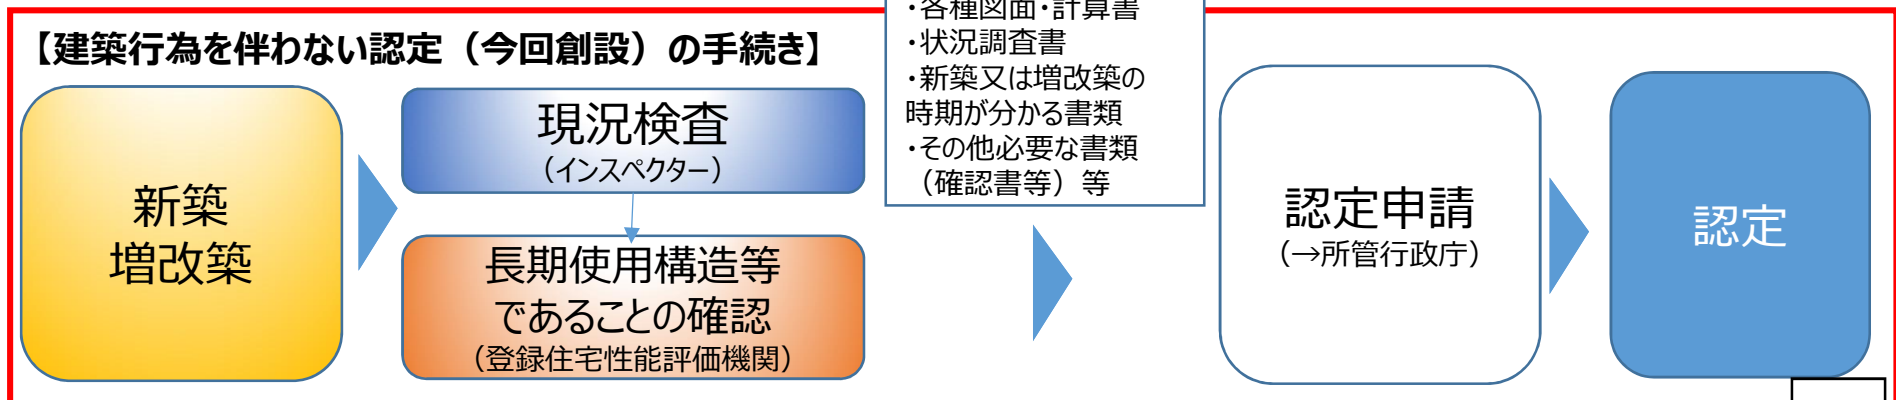 【建築行為を伴わない認定（今回創設）の手続き】
新築
増改築
現況検査
（インスペクター）
長期使用構造等
であることの確認
（登録住宅性能評価機関）
・各種図面・計算書
・状況調査書
・新築又は増改築の
時期が分かる書類
・その他必要な書類
（確認書等）等
認定申請
（→所管行政庁）
認定